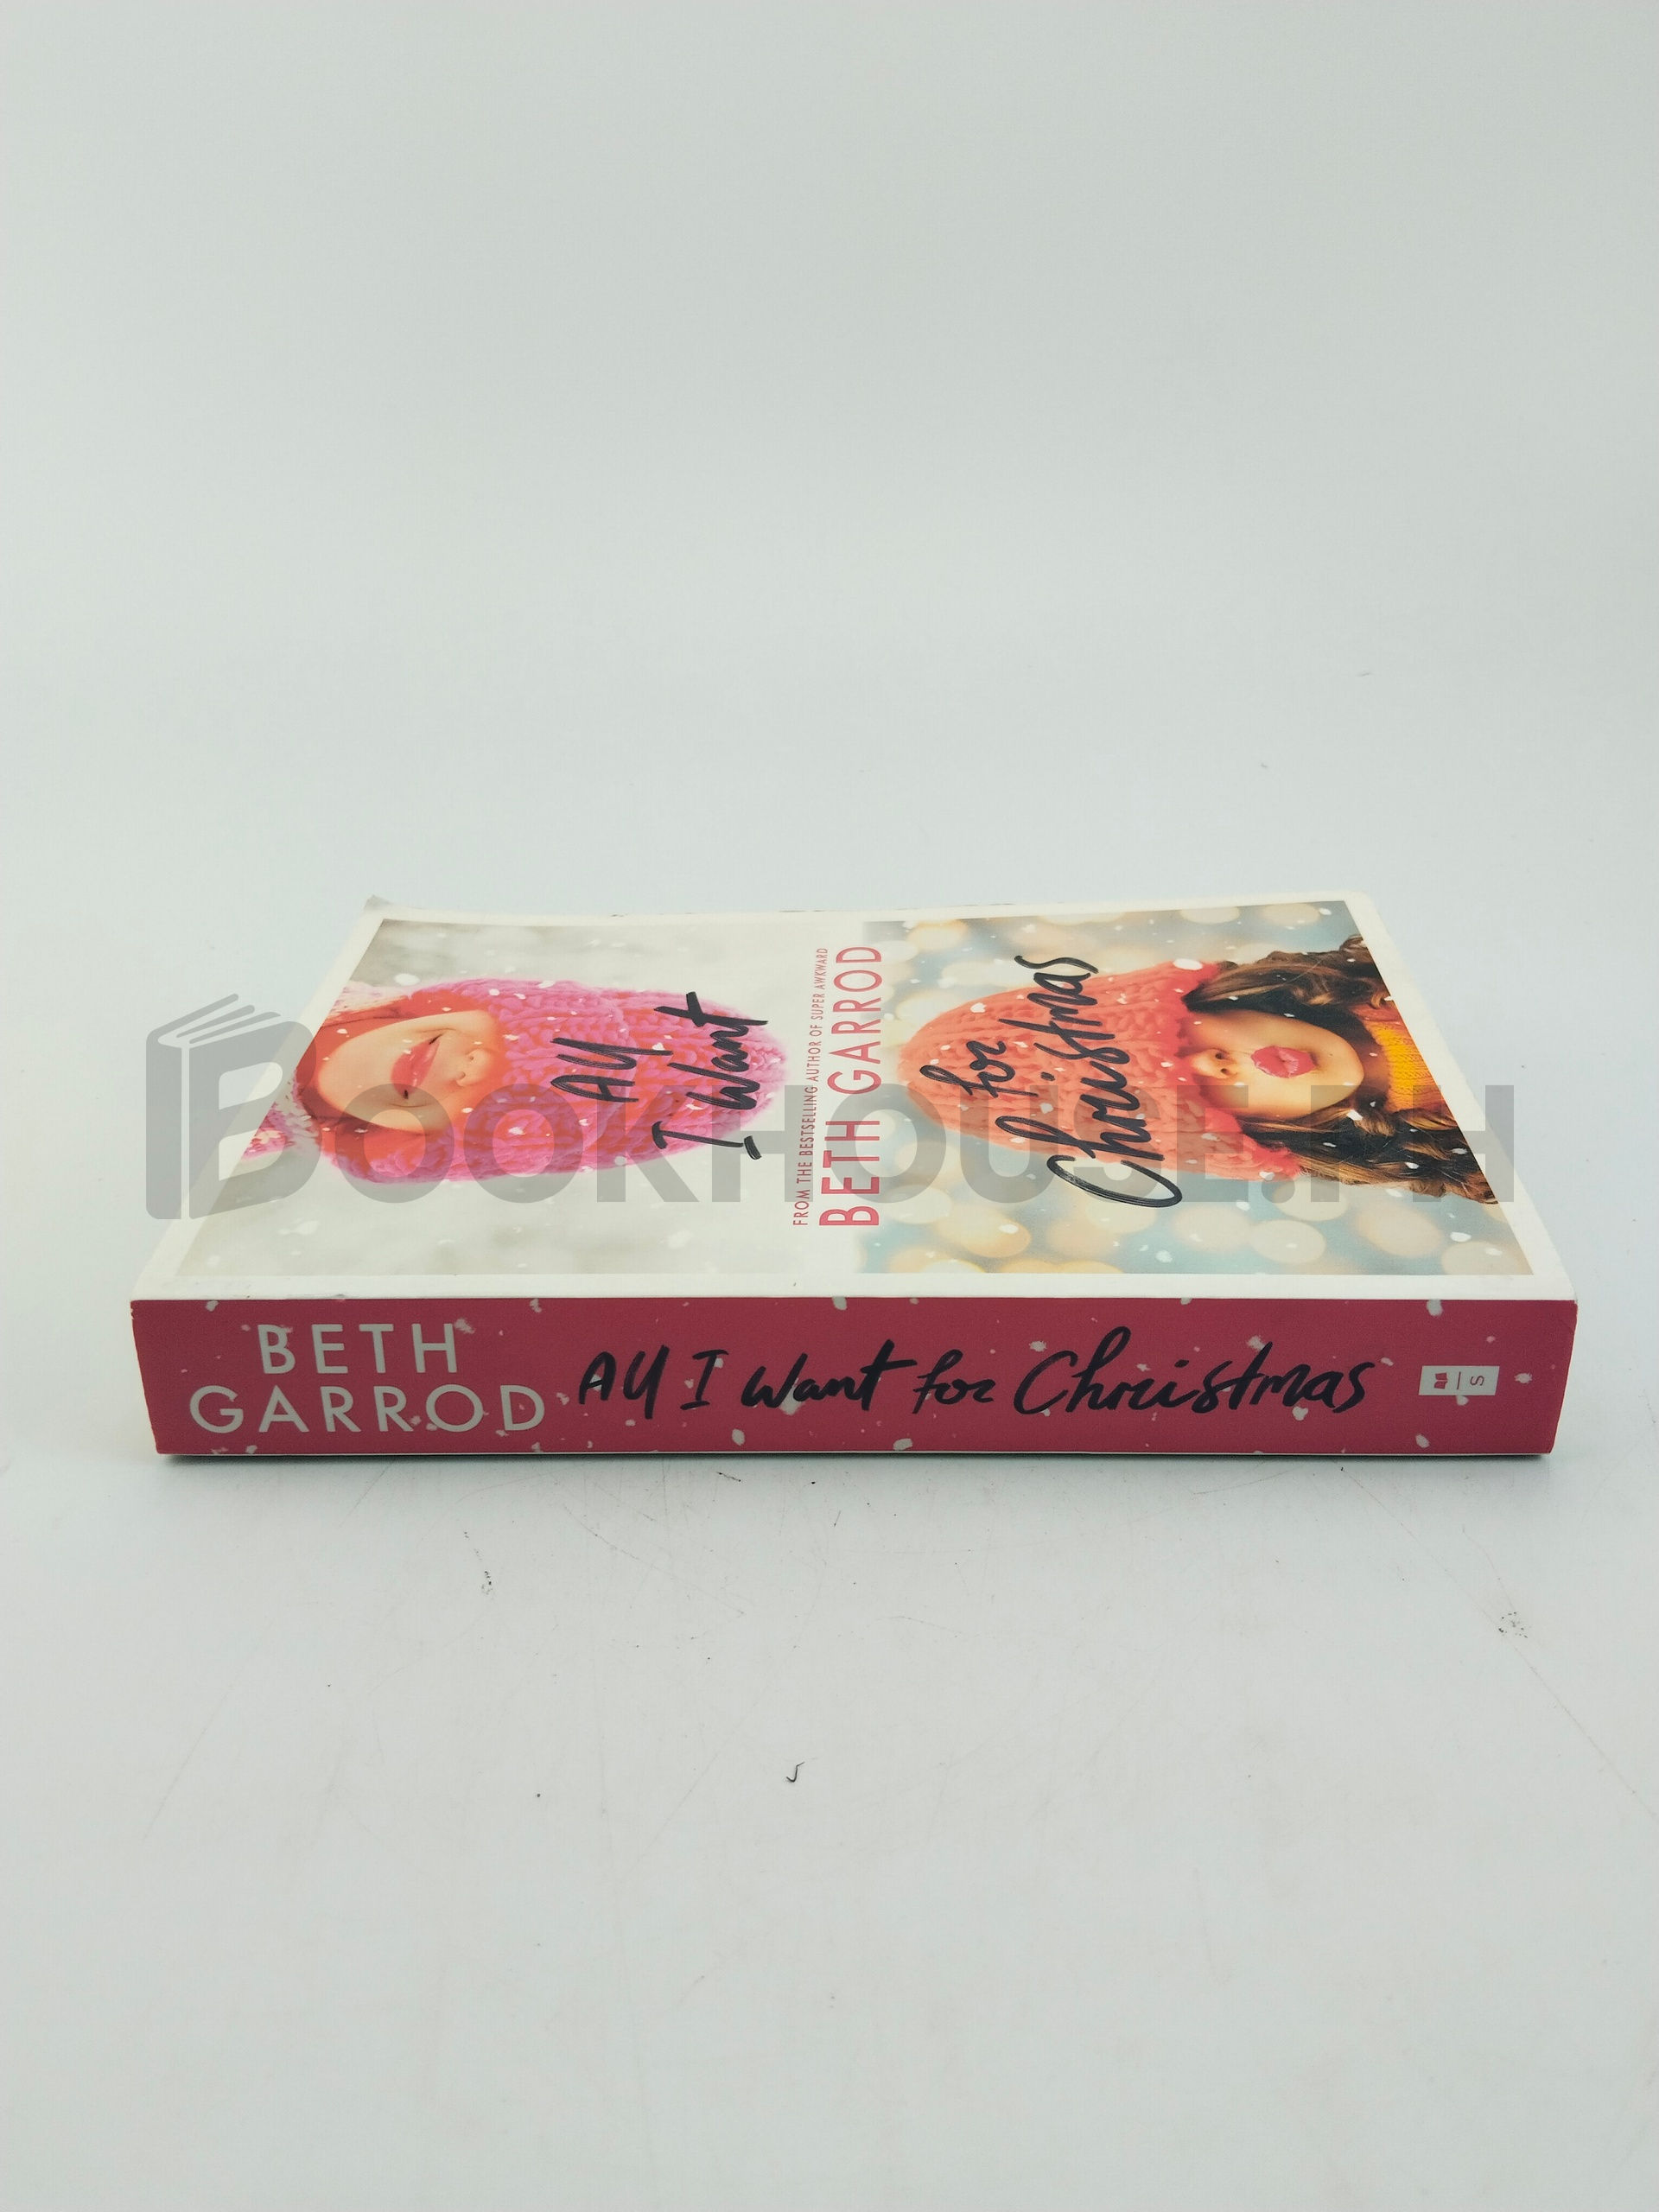 All
I Want
FROM THE BESTSELLING AUTHOR OF SUPER AWKWARD
BETH GARROD
for
Christmas
BOOKHOUSE.PH
BETH
GARROD
All I Want for Christmas
S